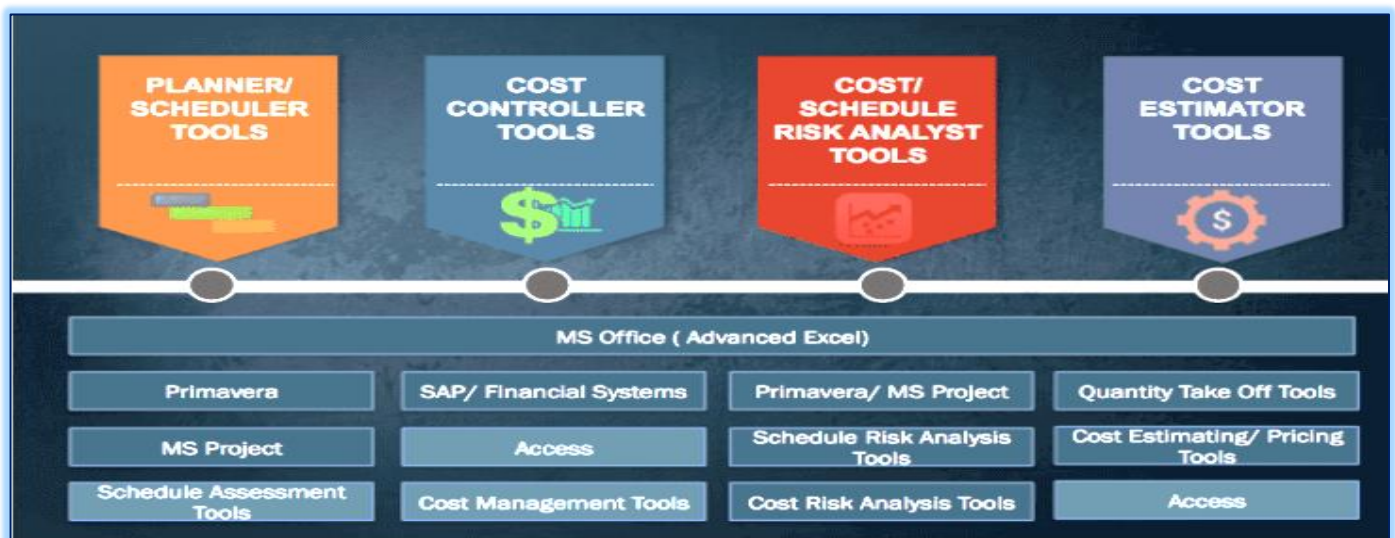 PLANNER/
SCHEDULER
TOOLS
COST
CONTROLLER
TOOLS
COST/
SCHEDULE
RISK ANALYST
TOOLS
COST
ESTIMATOR
TOOLS
$
$
MS Office ( Advanced Excel)
Primavera
SAP/ Financial Systems
Primavera/ MS Project
Quantity Take Off Tools
MS Project
Access
Schedule Risk Analysis
Tools
Cost Estimating/ Pricing
Tools
Schedule Assessment
Tools
Cost Management Tools
Cost Risk Analysis Tools
Access